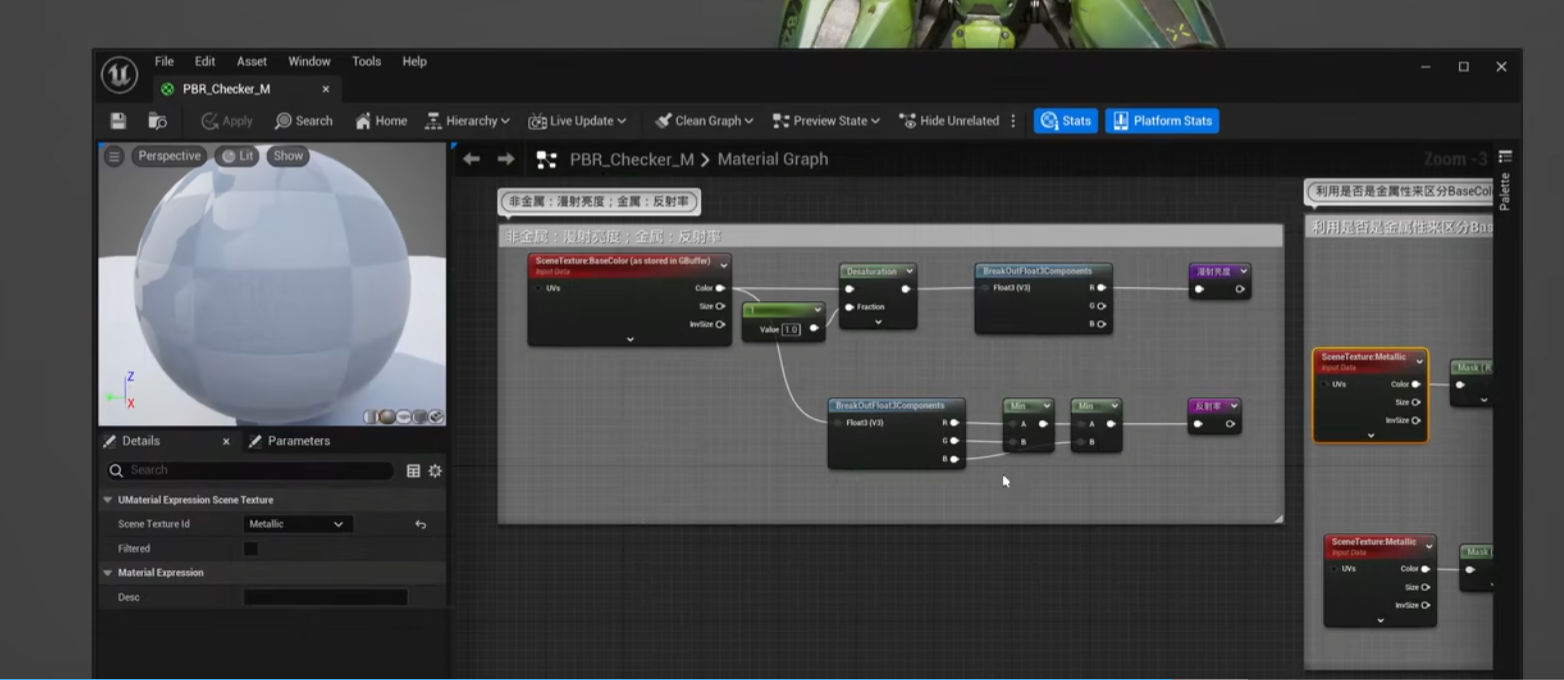 File Edit Asset Window Tools Help
PBR_Checker_M
Apply Search Home Hierarchy Live Update Clean Graph Preview State Hide Unrelated Stats Platform Stats
Perspective Lit Show
PBR_Checker_M > Material Graph
Zoom -3
Palette
非金属：漫射亮度；金属：反射率
非金属：漫射亮度；金属：反射率
SceneTexture:BaseColor (as stored in GBuffer)
Input Data
UVs
Color
Size
InvSize
1
Value 1.0
Desaturation
Fraction
BreakOutFloat3Components
Float3 (V3)
R
G
B
漫射亮度
BreakOutFloat3Components
Float3 (V3)
R
G
B
Min
A
B
Min
A
B
反射率
利用是否是金属性来区分BaseCol
利用是否是金属性来区分Bas
SceneTexture:Metallic
Input Data
UVs
Color
Size
InvSize
Mask
SceneTexture:Metallic
Input Data
UVs
Color
Size
InvSize
Mask
Z
X
Details Parameters
Search
UMaterial Expression Scene Texture
Scene Texture Id Metallic
Filtered
Material Expression
Desc